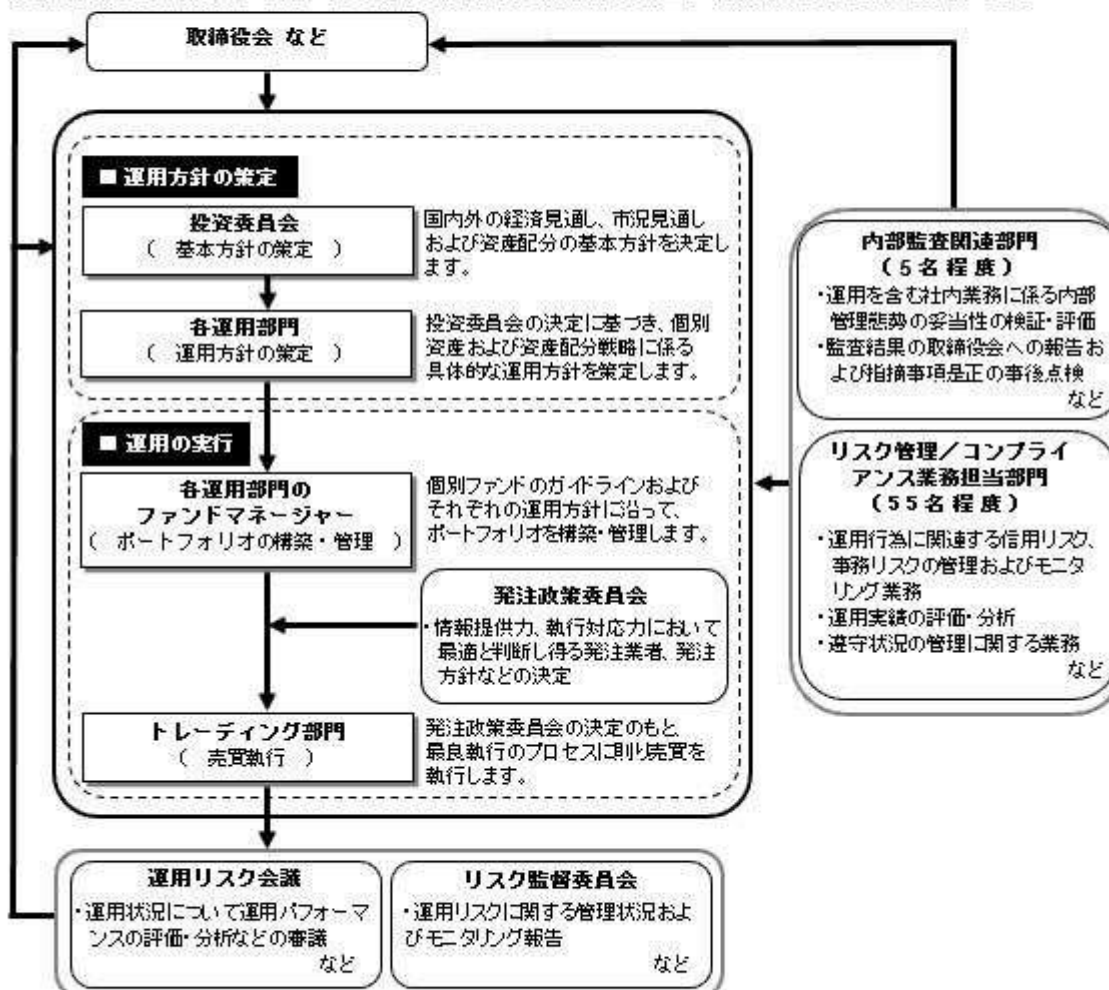 取締役会 など
■ 運用方針の策定
投資委員会
( 基本方針の策定 )
国内外の経済見通し、市況見通し
および資産配分の基本方針を決定し
ます。
各運用部門
( 運用方針の策定 )
投資委員会の決定に基づき、個別
資産および資産配分戦略に係る
具体的な運用方針を策定します。
■ 運用の実行
各運用部門の
ファンドマネージャー
( ポートフォリオの構築・管理 )
個別ファンドのガイドラインおよび
それぞれの運用方針に沿って、
ポートフォリオを構築・管理します。
発注政策委員会
・情報提供力、執行対応力において
最適と判断し得る発注業者、発注
方針などの決定
トレーディング部門
( 売買執行 )
発注政策委員会の決定のもと
最良執行のプロセスに則り売買を
執行します。
内部監査関連部門
(5名程度)
・運用を含む社内業務に係る内部
管理態勢の妥当性の検証・評価
・監査結果の取締役会への報告お
よび指摘事項是正の事後点検
など
リスク管理/コンプライ
アンス業務担当部門
(55名程度)
・運用行為に関連する信用リスク、
事務リスクの管理およびモニタ
リング業務
・運用実績の評価・分析
・遵守状況の管理に関する業務
など
運用リスク会議
・運用状況について運用パフォーマ
ンスの評価・分析などの審議
など
リスク監督委員会
・運用リスクに関する管理状況およ
びモニタリング報告
など